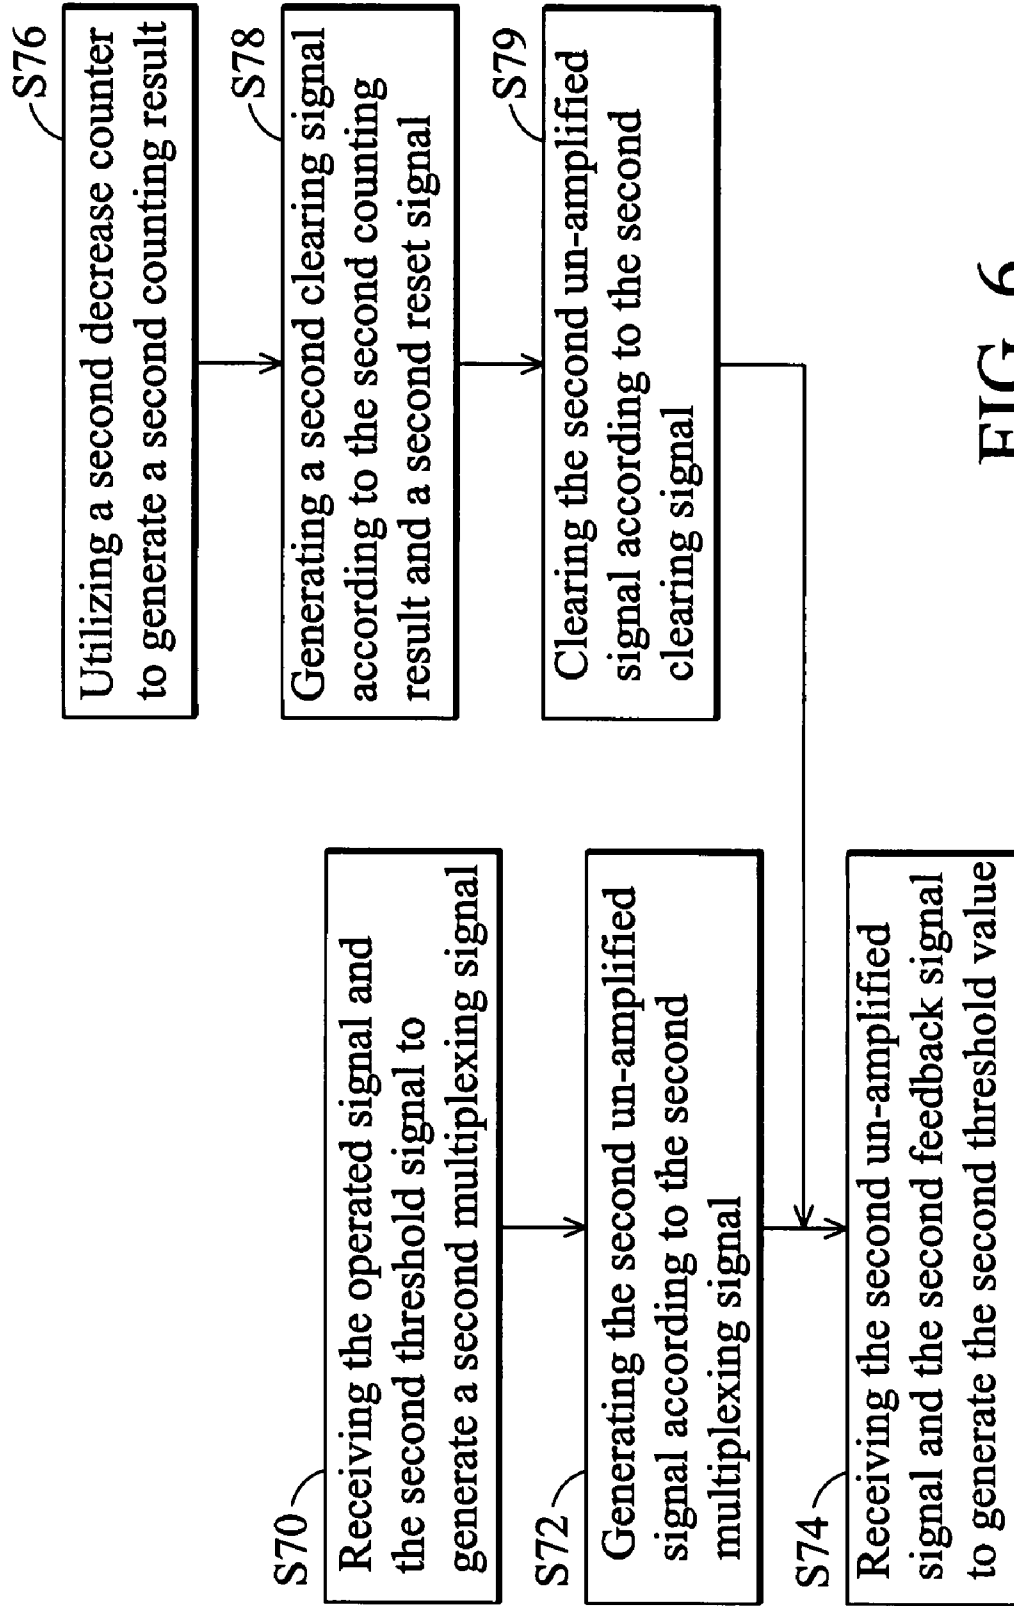 S70
Receiving the operated signal and
the second threshold signal to
generate a second multiplexing signal
S72
Generating the second un-amplified
signal according to the second
multiplexing signal
S74
Receiving the second un-amplified
signal and the second feedback signal
to generate the second threshold value
S76
Utilizing a second decrease counter
to generate a second counting result
S78
Generating a second clearing signal
according to the second counting
result and a second reset signal
S79
Clearing the second un-amplified
signal according to the second
clearing signal
FIG. 6